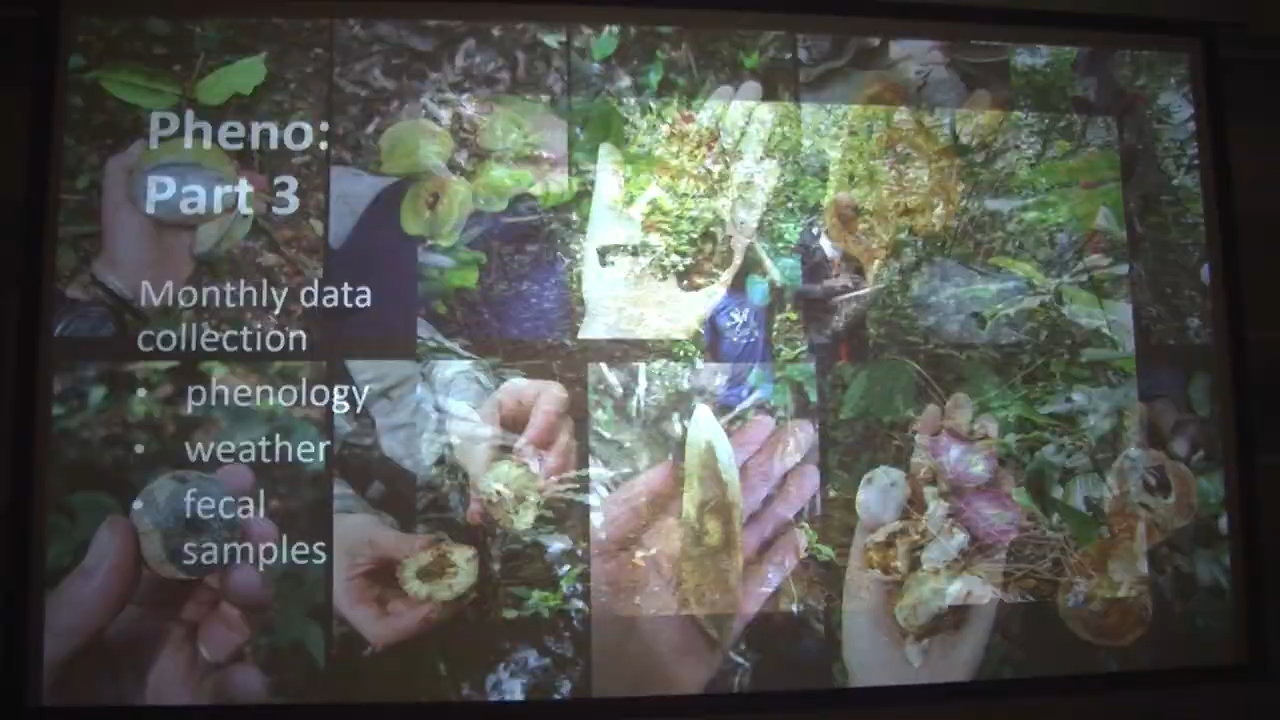 Pheno:
Part 3
Monthly data
collection
• phenology
• weather
• fecal
samples